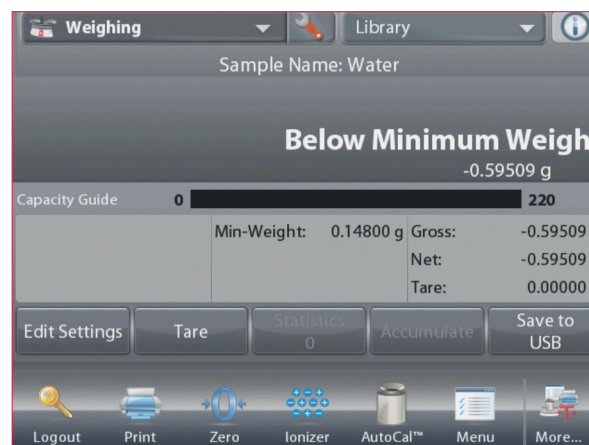 Weighing Library
Sample Name: Water
Below Minimum Weigh
-0.59509 g
Capacity Guide 0 220
Min-Weight: 0.14800 g Gross: -0.59509
Net: -0.59509
Tare: 0.00000
Edit Settings Tare Statistics 0 Accumulate Save to USB
Logout Print Zero Ionizer AutoCal™ Menu More...